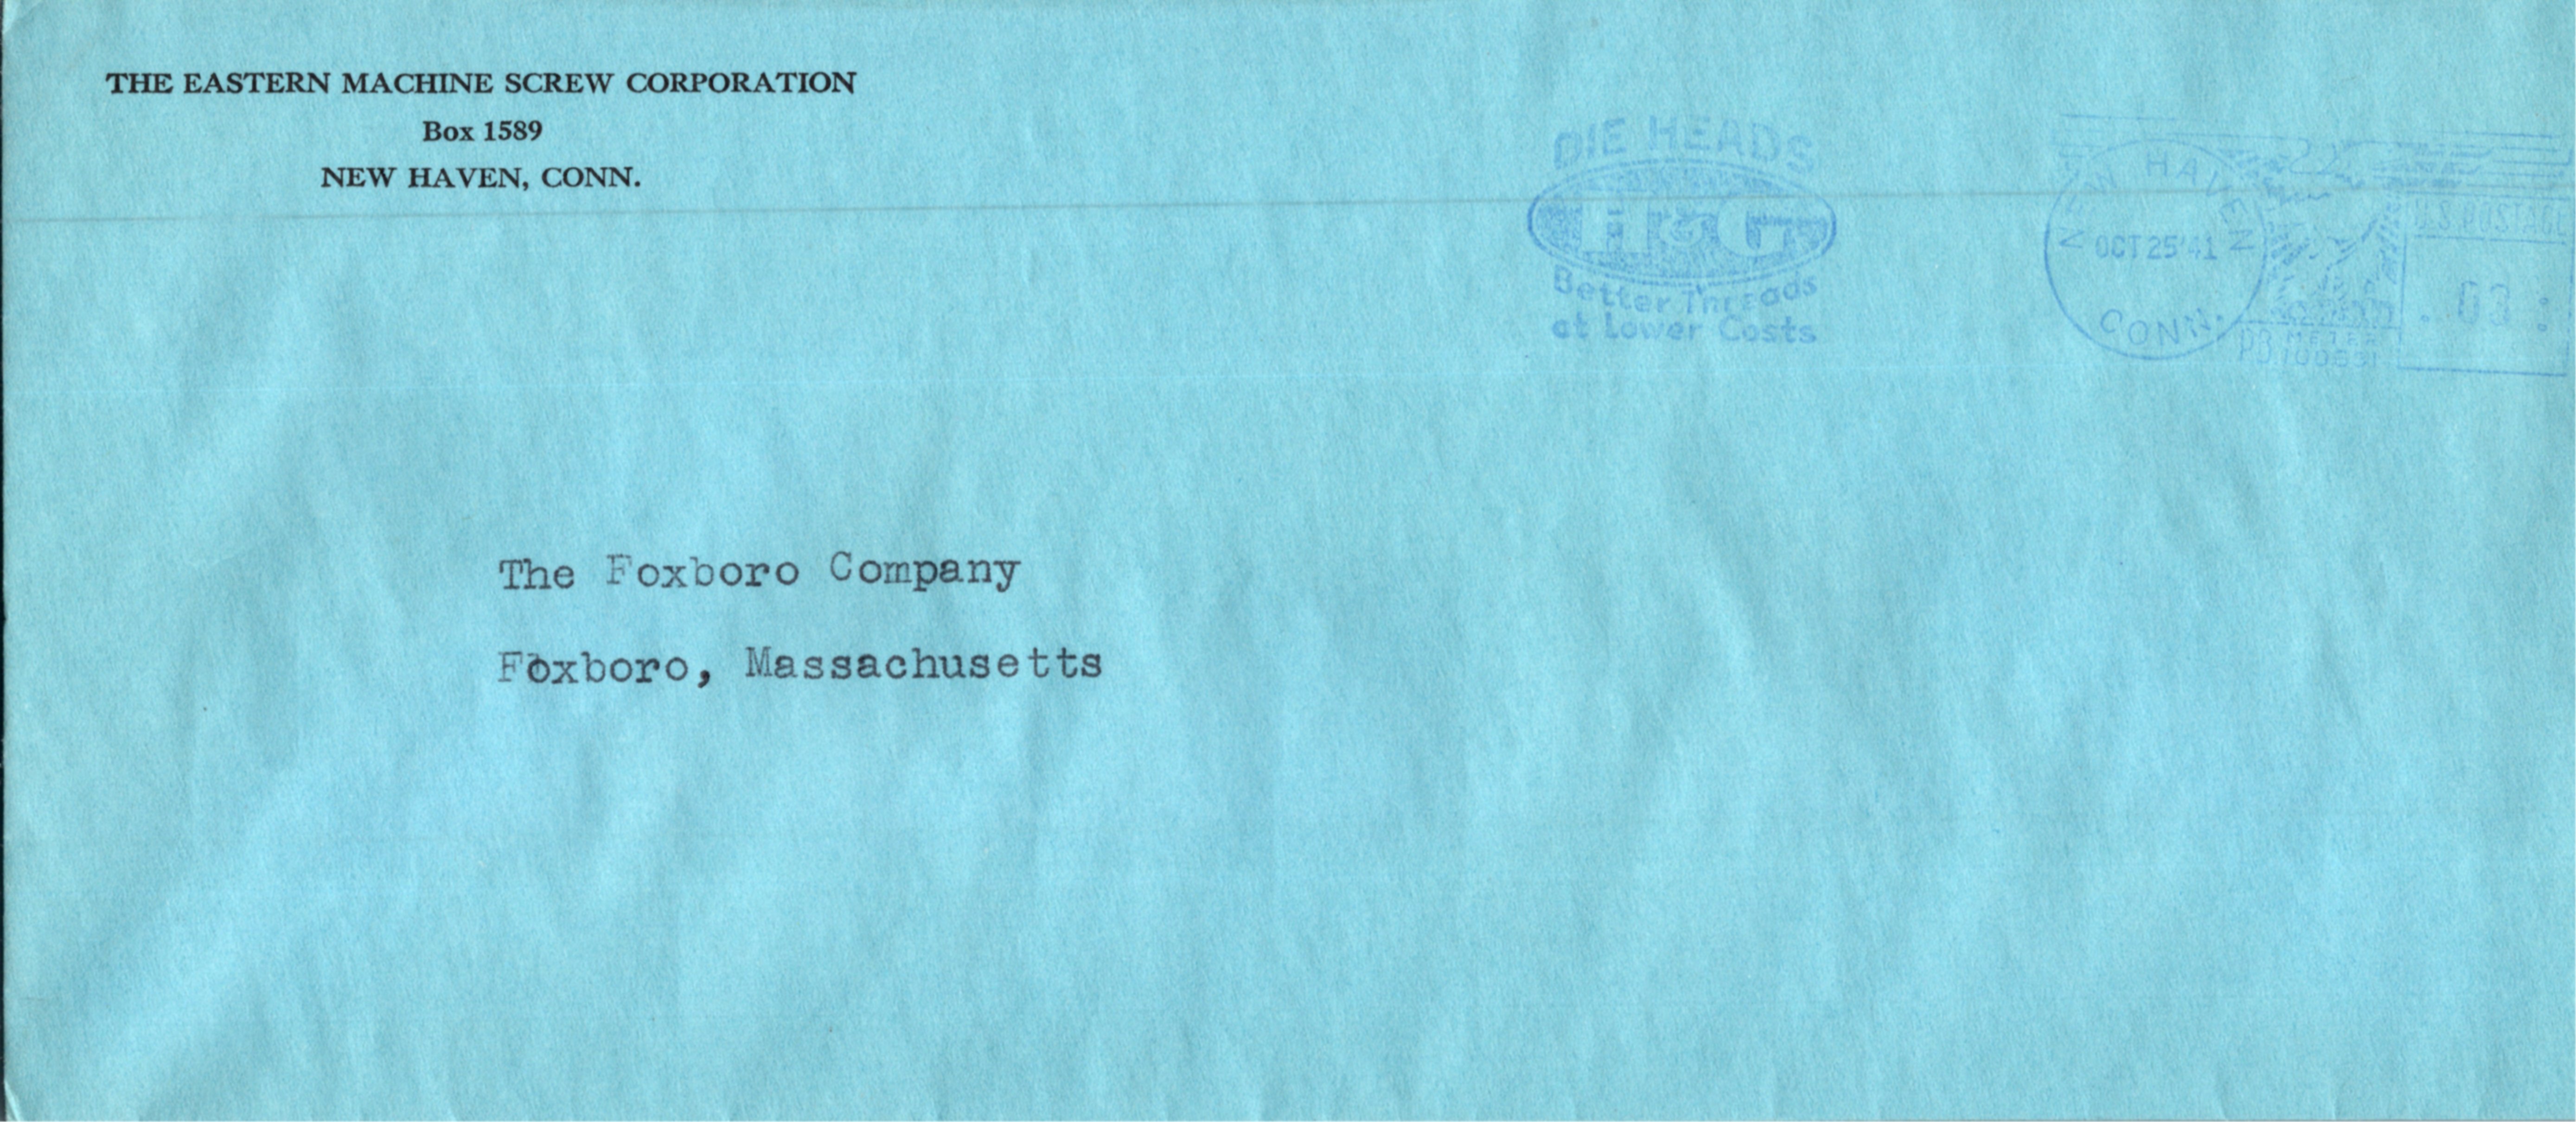 THE EASTERN MACHINE SCREW CORPORATION
Box 1589
NEW HAVEN, CONN.
DIE HEADS
H&G
Better Threads
at Lower Costs
NEW HAVEN
OCT 25 '41
CONN.
U.S. POSTAGE
.03
PB METER
The Foxboro Company
Foxboro, Massachusetts